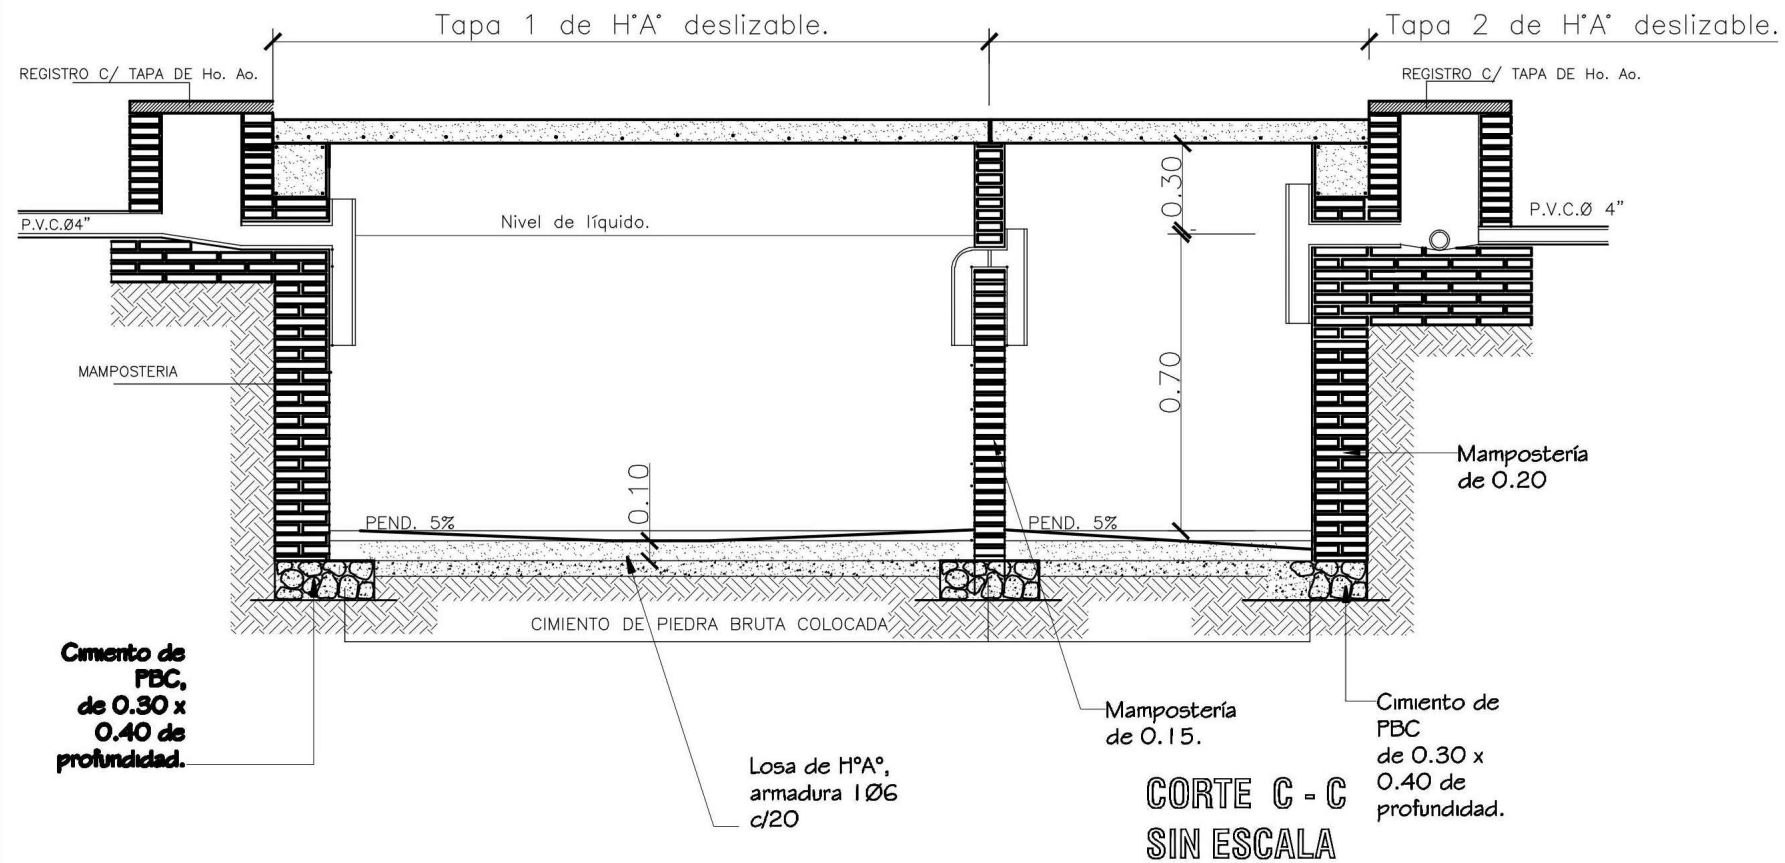 Tapa 1 de H°A° deslizable.
Tapa 2 de H°A° deslizable.
REGISTRO C/ TAPA DE Ho. Ao.
REGISTRO C/ TAPA DE Ho. Ao.
0.30
P.V.C.Ø4”
Nivel de líquido.
P.V.C.Ø 4”
0.70
MAMPOSTERIA
Mampostería
de 0.20
0.10
PEND. 5%
PEND. 5%
CIMIENTO DE PIEDRA BRUTA COLOCADA
Cimiento de
PBC,
de 0.30 x
0.40 de
profundidad.
Mampostería
de 0.15.
Cimiento de
PBC
de 0.30 x
0.40 de
profundidad.
Losa de H°A°,
armadura 1Ø6
c/20
CORTE C - C
SIN ESCALA